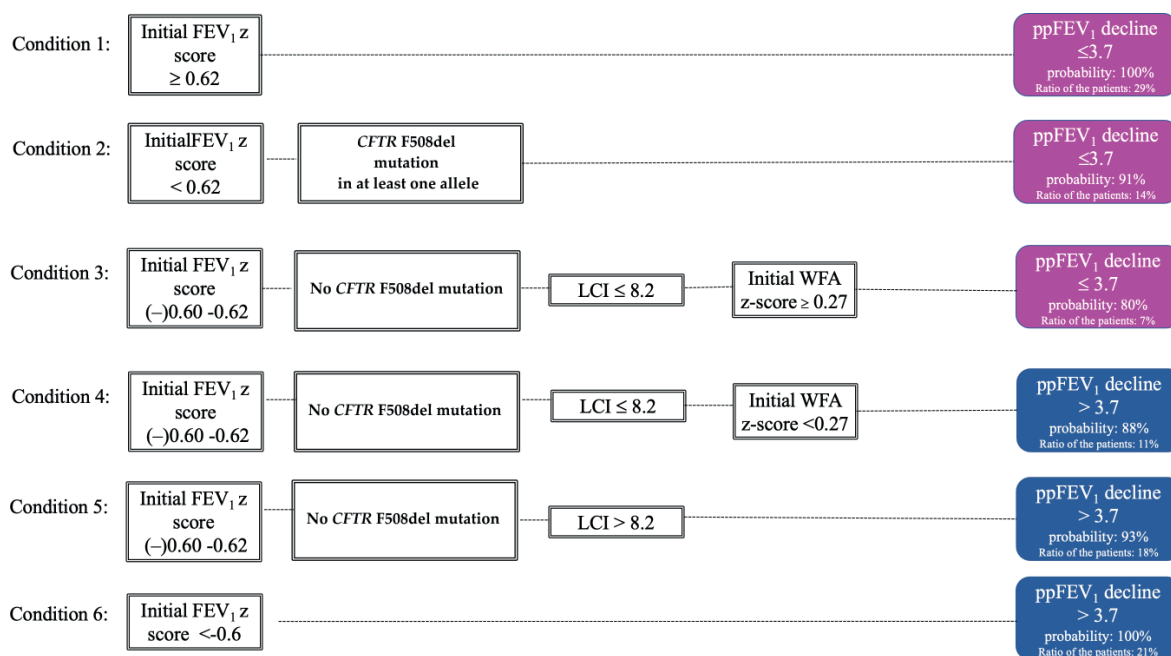 Condition 1:
Initial FEV₁ z
score
≥ 0.62
ppFEV₁ decline
≤3.7
probability: 100%
Ratio of the patients: 29%
Condition 2:
InitialFEV₁ z
score
< 0.62
CFTR F508del
mutation
in at least one allele
ppFEV₁ decline
≤3.7
probability: 91%
Ratio of the patients: 14%
Condition 3:
Initial FEV₁ z
score
(–)0.60 -0.62
No CFTR F508del mutation
LCI ≤ 8.2
Initial WFA
z-score ≥ 0.27
ppFEV₁ decline
≤ 3.7
probability: 80%
Ratio of the patients: 7%
Condition 4:
Initial FEV₁ z
score
(–)0.60 -0.62
No CFTR F508del mutation
LCI ≤ 8.2
Initial WFA
z-score <0.27
ppFEV₁ decline
> 3.7
probability: 88%
Ratio of the patients: 11%
Condition 5:
Initial FEV₁ z
score
(–)0.60 -0.62
No CFTR F508del mutation
LCI > 8.2
ppFEV₁ decline
> 3.7
probability: 93%
Ratio of the patients: 18%
Condition 6:
Initial FEV₁ z
score <-0.6
ppFEV₁ decline
> 3.7
probability: 100%
Ratio of the patients: 21%